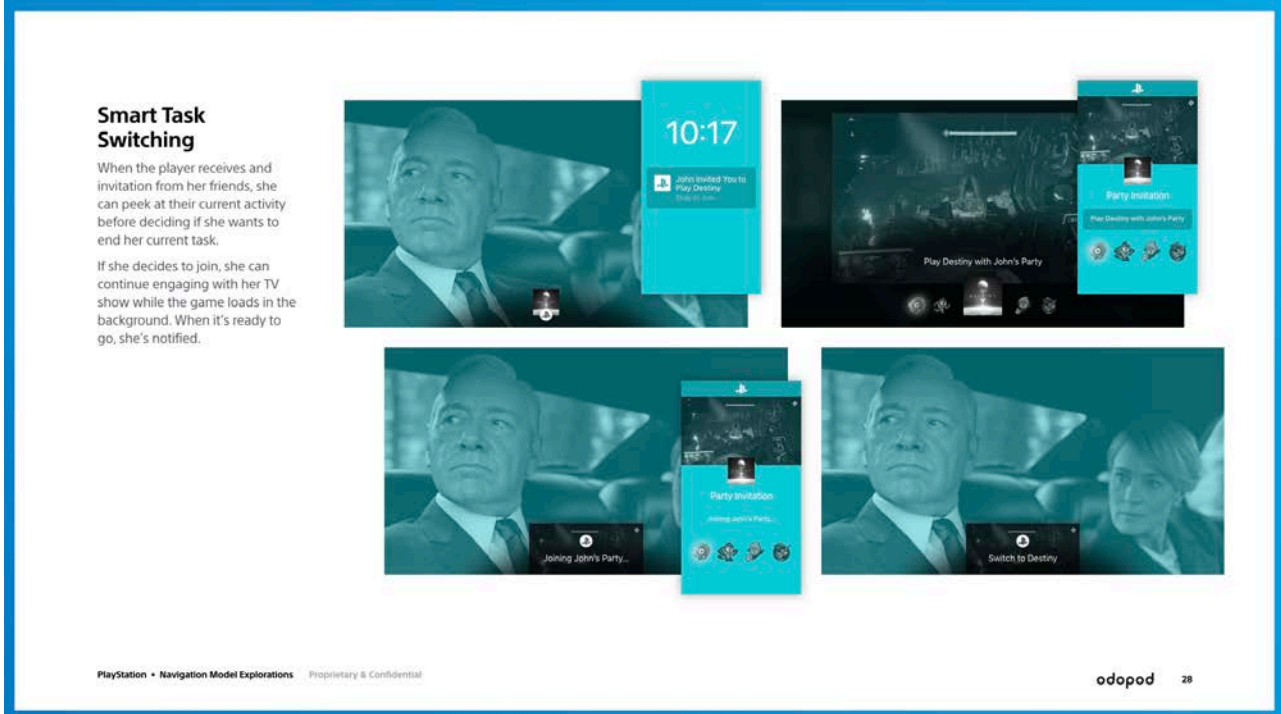 Smart Task
Switching
When the player receives and
invitation from her friends, she
can peek at their current activity
before deciding if she wants to
end her current task.
If she decides to join, she can
continue engaging with her TV
show while the game loads in the
background. When it's ready to
go, she's notified.
10:17
John Invited You to
Play Destiny
Play Destiny with John's Party
Party Invitation
Play Destiny with John's Party
Joining John's Party...
Party Invitation
Joining John's Party...
Switch to Destiny
PlayStation • Navigation Model Explorations Proprietary & Confidential
odopod 28